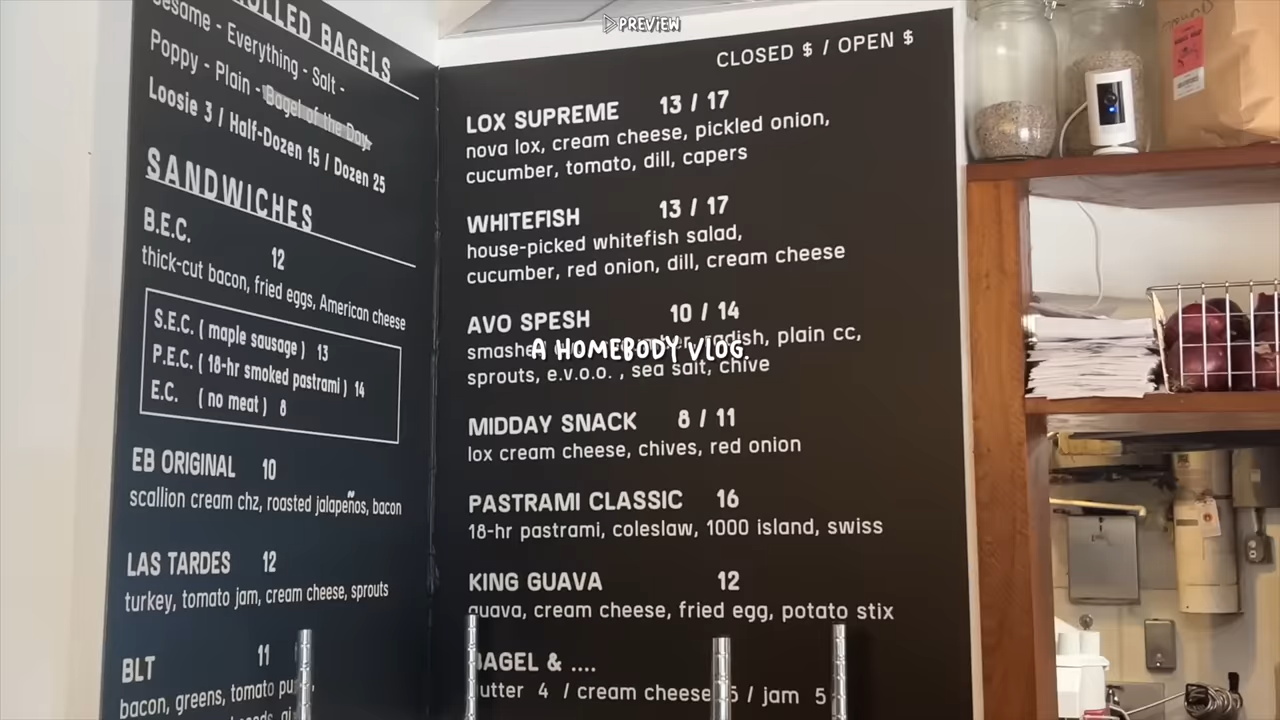 PREVIEW
ROLLED BAGELS
Sesame - Everything - Salt -
Poppy - Plain - Bagel of the Day
Loosie 3 / Half-Dozen 15 / Dozen 25
SANDWICHES
B.E.C. 12
thick-cut bacon, fried eggs, American cheese
S.E.C. ( maple sausage ) 13
P.E.C. ( 18-hr smoked pastrami ) 14
E.C. ( no meat ) 8
EB ORIGINAL 10
scallion cream chz, roasted jalapeños, bacon
LAS TARDES 12
turkey, tomato jam, cream cheese, sprouts
BLT 11
bacon, greens, tomato
CLOSED $ / OPEN $
LOX SUPREME 13 / 17
nova lox, cream cheese, pickled onion,
cucumber, tomato, dill, capers
WHITEFISH 13 / 17
house-picked whitefish salad,
cucumber, red onion, dill, cream cheese
AVO SPESH 10 / 14
radish, plain cc,
A HOMEBODY VLOG.
sprouts, e.v.o.o. , sea salt, chive
MIDDAY SNACK 8 / 11
lox cream cheese, chives, red onion
PASTRAMI CLASSIC 16
18-hr pastrami, coleslaw, 1000 island, swiss
KING GUAVA 12
guava, cream cheese, fried egg, potato stix
BAGEL & ....
butter 4 / cream cheese 5 / jam 5